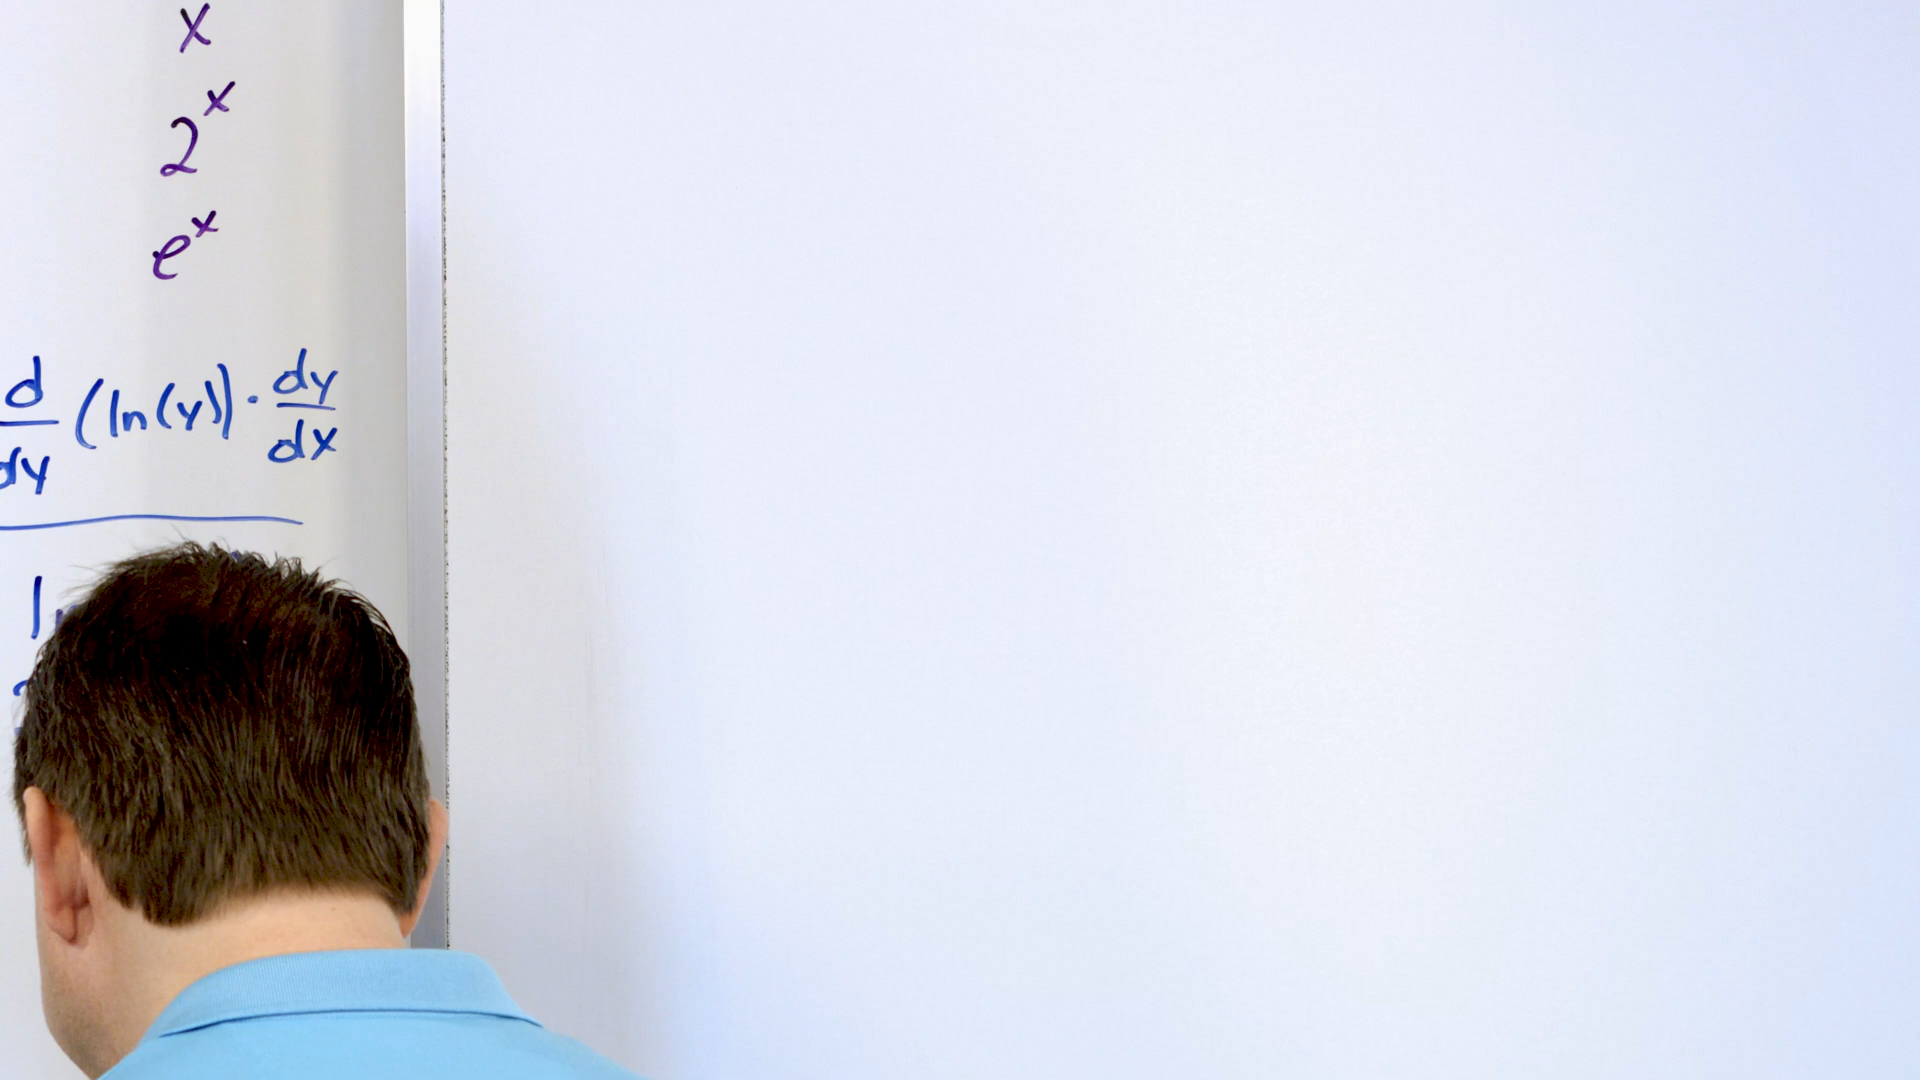 x
2^x
e^x
d/dy (ln(y)) · dy/dx